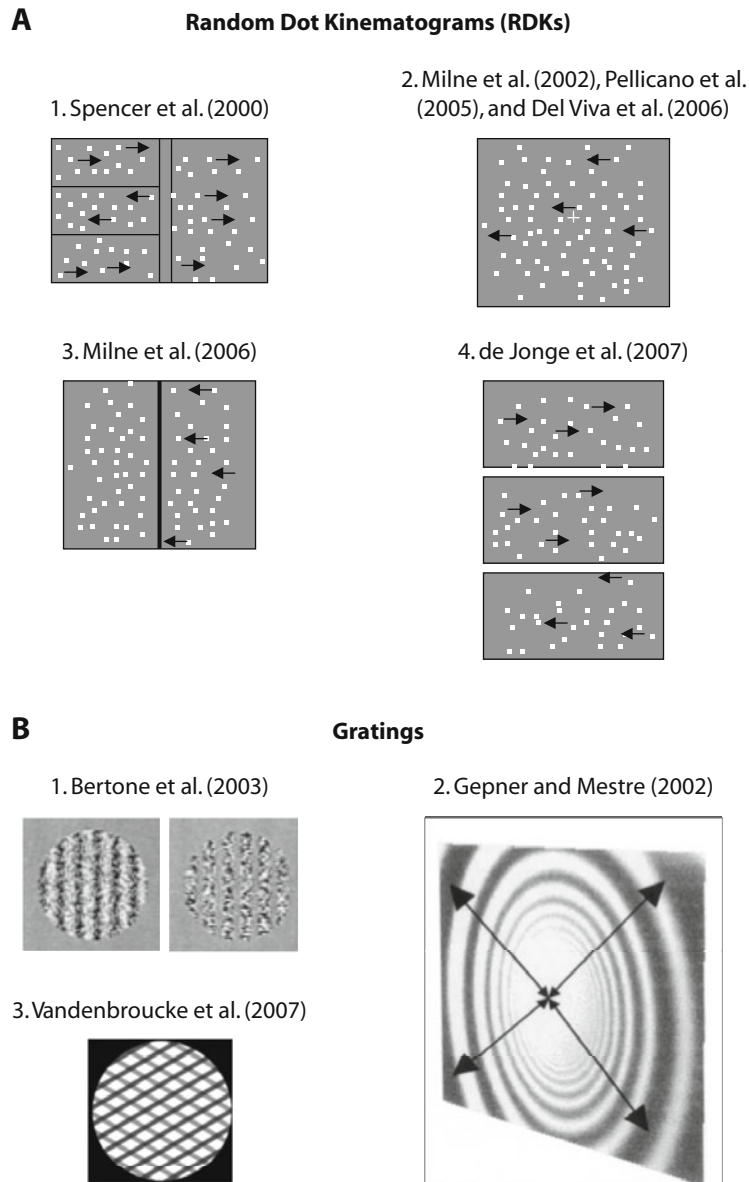 A
Random Dot Kinematograms (RDKs)
1. Spencer et al. (2000)
2. Milne et al. (2002), Pellicano et al.
(2005), and Del Viva et al. (2006)
3. Milne et al. (2006)
4. de Jonge et al. (2007)
B
Gratings
1. Bertone et al. (2003)
2. Gepner and Mestre (2002)
3. Vandenbroucke et al. (2007)